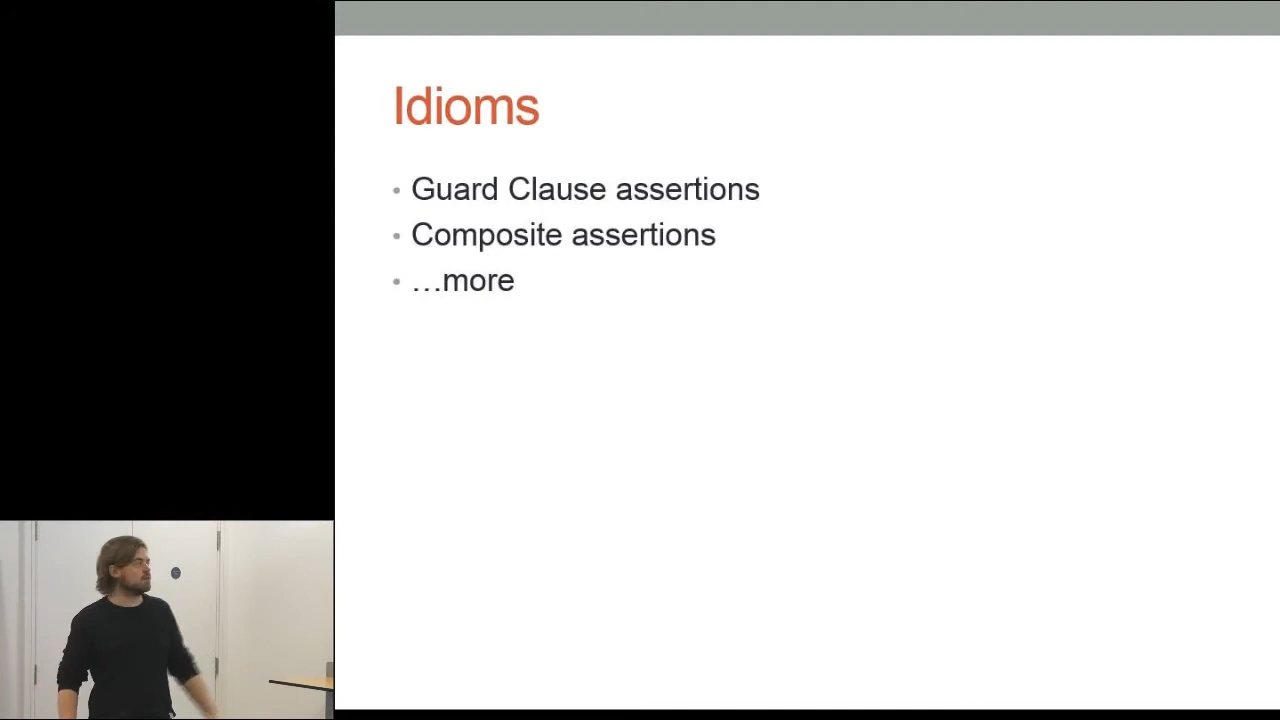 Idioms
• Guard Clause assertions
• Composite assertions
• …more